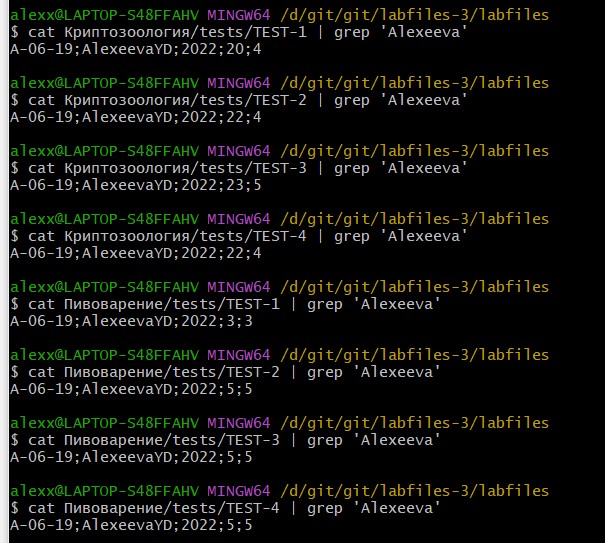 alexx@LAPTOP-S48FFAHV MINGW64 /d/git/git/labfiles-3/labfiles
$ cat Криптозоология/tests/TEST-1 | grep 'Alexeeva'
A-06-19;AlexeevaYD;2022;20;4
alexx@LAPTOP-S48FFAHV MINGW64 /d/git/git/labfiles-3/labfiles
$ cat Криптозоология/tests/TEST-2 | grep 'Alexeeva'
A-06-19;AlexeevaYD;2022;22;4
alexx@LAPTOP-S48FFAHV MINGW64 /d/git/git/labfiles-3/labfiles
$ cat Криптозоология/tests/TEST-3 | grep 'Alexeeva'
A-06-19;AlexeevaYD;2022;23;5
alexx@LAPTOP-S48FFAHV MINGW64 /d/git/git/labfiles-3/labfiles
$ cat Криптозоология/tests/TEST-4 | grep 'Alexeeva'
A-06-19;AlexeevaYD;2022;22;4
alexx@LAPTOP-S48FFAHV MINGW64 /d/git/git/labfiles-3/labfiles
$ cat Пивоварение/tests/TEST-1 | grep 'Alexeeva'
A-06-19;AlexeevaYD;2022;3;3
alexx@LAPTOP-S48FFAHV MINGW64 /d/git/git/labfiles-3/labfiles
$ cat Пивоварение/tests/TEST-2 | grep 'Alexeeva'
A-06-19;AlexeevaYD;2022;5;5
alexx@LAPTOP-S48FFAHV MINGW64 /d/git/git/labfiles-3/labfiles
$ cat Пивоварение/tests/TEST-3 | grep 'Alexeeva'
A-06-19;AlexeevaYD;2022;5;5
alexx@LAPTOP-S48FFAHV MINGW64 /d/git/git/labfiles-3/labfiles
$ cat Пивоварение/tests/TEST-4 | grep 'Alexeeva'
A-06-19;AlexeevaYD;2022;5;5